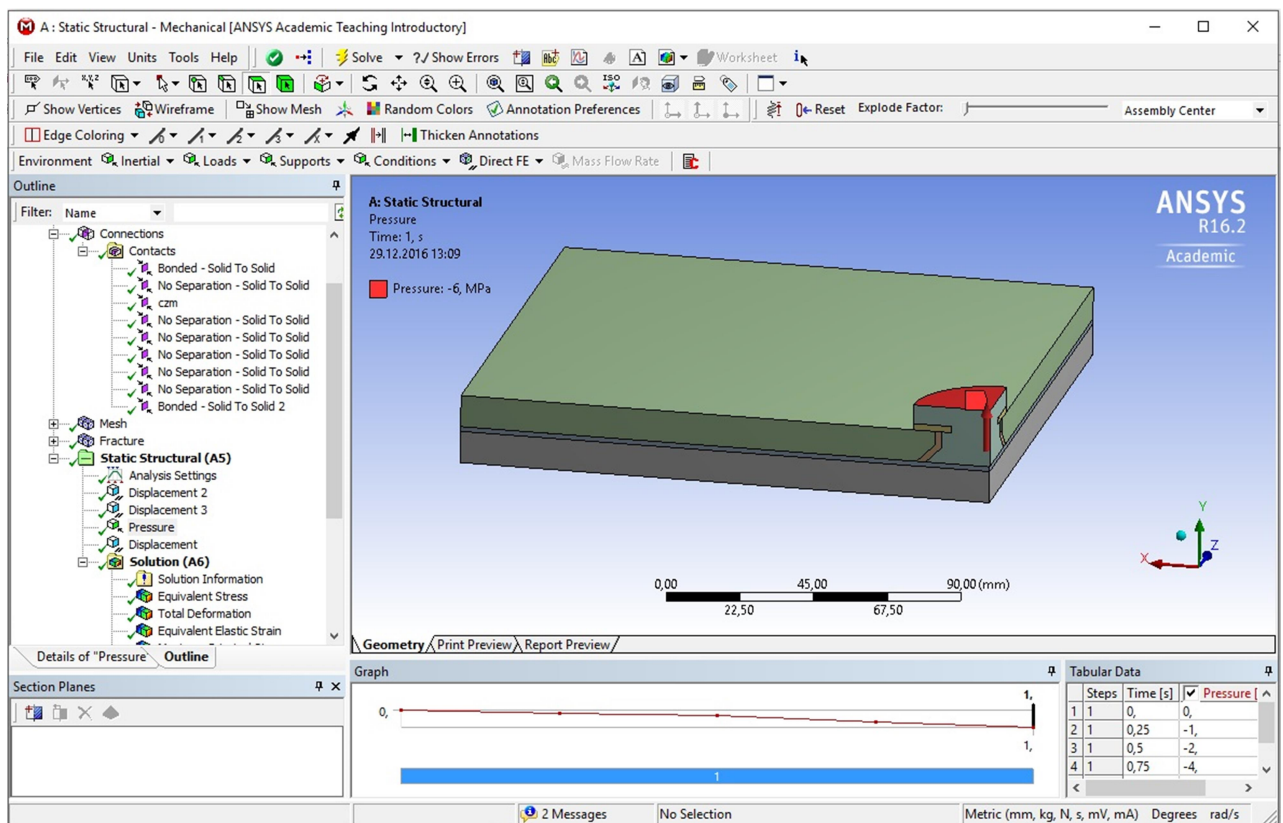 A : Static Structural - Mechanical [ANSYS Academic Teaching Introductory]
File Edit View Units Tools Help Solve ?/ Show Errors Worksheet
Show Vertices Wireframe Show Mesh Random Colors Annotation Preferences Reset Explode Factor: Assembly Center
Edge Coloring Thicken Annotations
Environment Inertial Loads Supports Conditions Direct FE Mass Flow Rate
Outline
Filter: Name
Connections
Contacts
Bonded - Solid To Solid
No Separation - Solid To Solid
czm
No Separation - Solid To Solid
No Separation - Solid To Solid
No Separation - Solid To Solid
No Separation - Solid To Solid
No Separation - Solid To Solid
Bonded - Solid To Solid 2
Mesh
Fracture
Static Structural (A5)
Analysis Settings
Displacement 2
Displacement 3
Pressure
Displacement
Solution (A6)
Solution Information
Equivalent Stress
Total Deformation
Equivalent Elastic Strain
Details of "Pressure Outline
Section Planes
A: Static Structural
Pressure
Time: 1, s
29.12.2016 13:09
Pressure: -6, MPa
ANSYS
R16.2
Academic
Y
X
Z
0,00 45,00 90,00 (mm)
22,50 67,50
Geometry Print Preview Report Preview
Graph
0,
1,
1,
1
Tabular Data
Steps Time [s] Pressure [
1 1 0, 0,
2 1 0,25 -1,
3 1 0,5 -2,
4 1 0,75 -4,
2 Messages No Selection Metric (mm, kg, N, s, mV, mA) Degrees rad/s